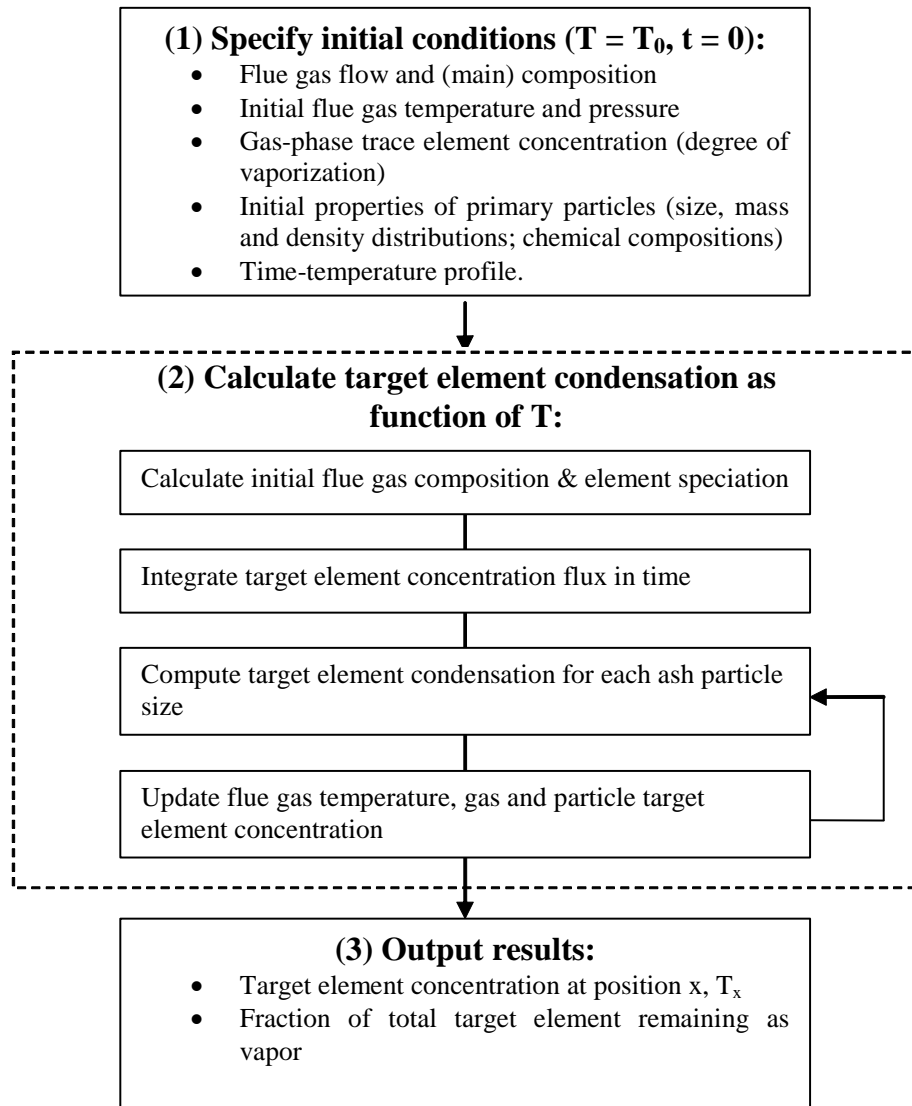 (1) Specify initial conditions (T = T₀, t = 0):
• Flue gas flow and (main) composition
• Initial flue gas temperature and pressure
• Gas-phase trace element concentration (degree of
vaporization)
• Initial properties of primary particles (size, mass
and density distributions; chemical compositions)
• Time-temperature profile.
(2) Calculate target element condensation as
function of T:
Calculate initial flue gas composition & element speciation
Integrate target element concentration flux in time
Compute target element condensation for each ash particle
size
Update flue gas temperature, gas and particle target
element concentration
(3) Output results:
• Target element concentration at position x, Tₓ
• Fraction of total target element remaining as
vapor